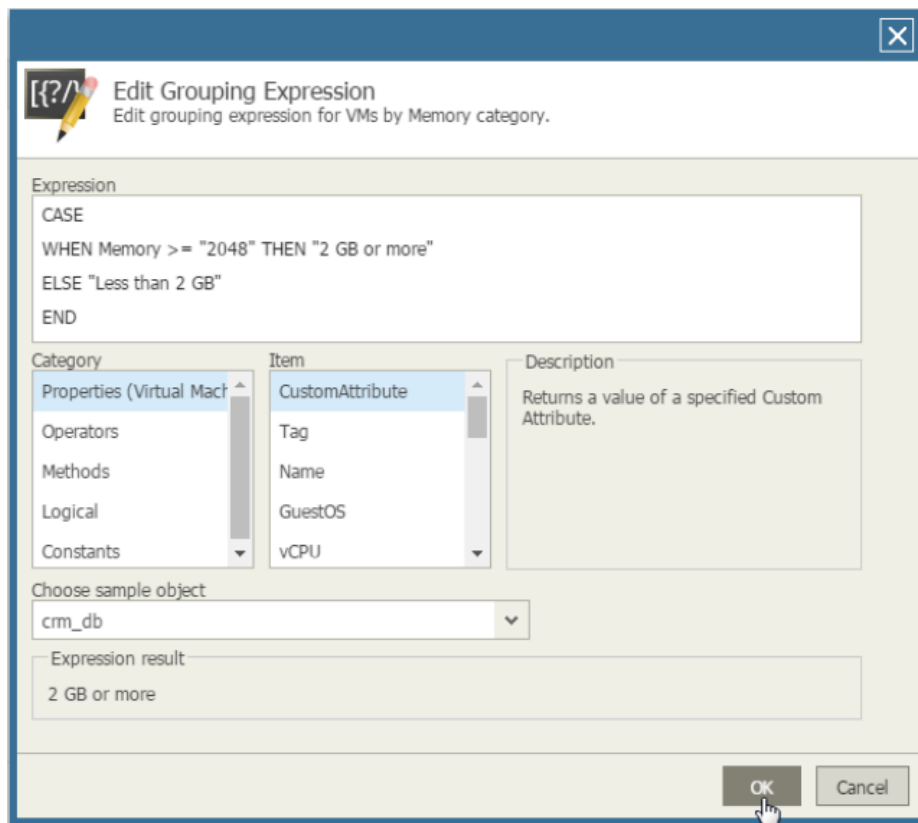 [{?/}
Edit Grouping Expression
Edit grouping expression for VMs by Memory category.
Expression
CASE
WHEN Memory >= "2048" THEN "2 GB or more"
ELSE "Less than 2 GB"
END
Category
Item
Description
Properties (Virtual Mach
CustomAttribute
Returns a value of a specified Custom
Attribute.
Operators
Tag
Methods
Name
Logical
GuestOS
Constants
vCPU
Choose sample object
crm_db
Expression result
2 GB or more
OK
Cancel